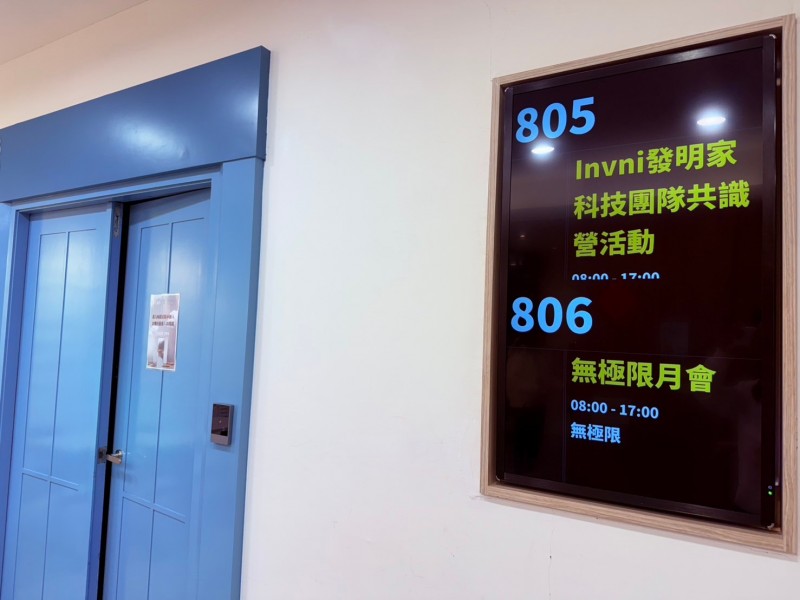 805
Invni發明家
科技團隊共識
營活動
08:00 - 17:00
806
無極限月會
08:00 - 17:00
無極限